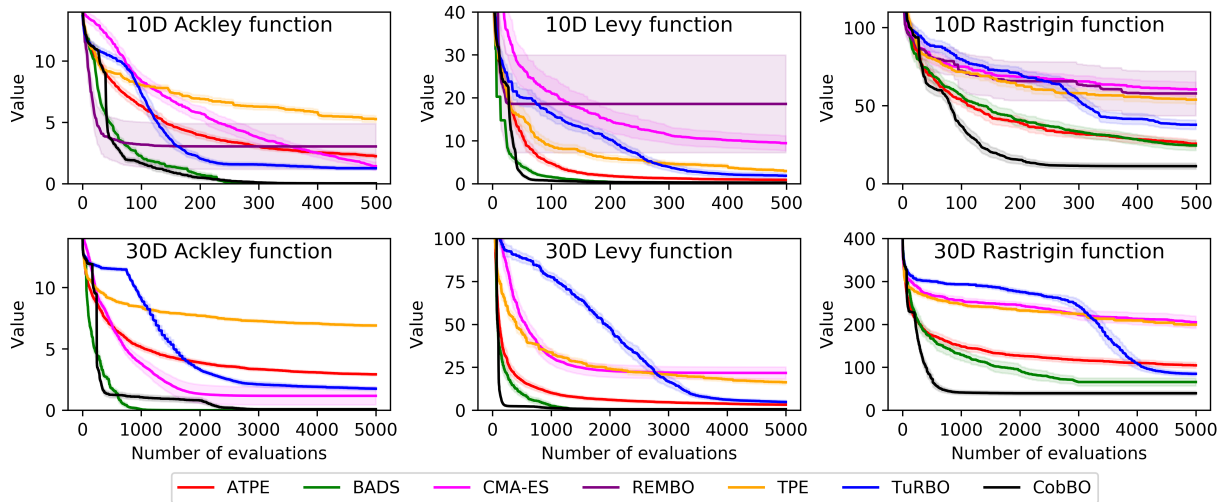 10D Ackley function
Value
0
5
10
0
100
200
300
400
500
10D Levy function
Value
0
10
20
30
40
0
100
200
300
400
500
10D Rastrigin function
Value
0
50
100
0
100
200
300
400
500
30D Ackley function
Value
0
5
10
0
1000
2000
3000
4000
5000
Number of evaluations
30D Levy function
Value
0
25
50
75
100
0
1000
2000
3000
4000
5000
Number of evaluations
30D Rastrigin function
Value
0
100
200
300
400
0
1000
2000
3000
4000
5000
Number of evaluations
ATPE
BADS
CMA-ES
REMBO
TPE
TuRBO
CobBO